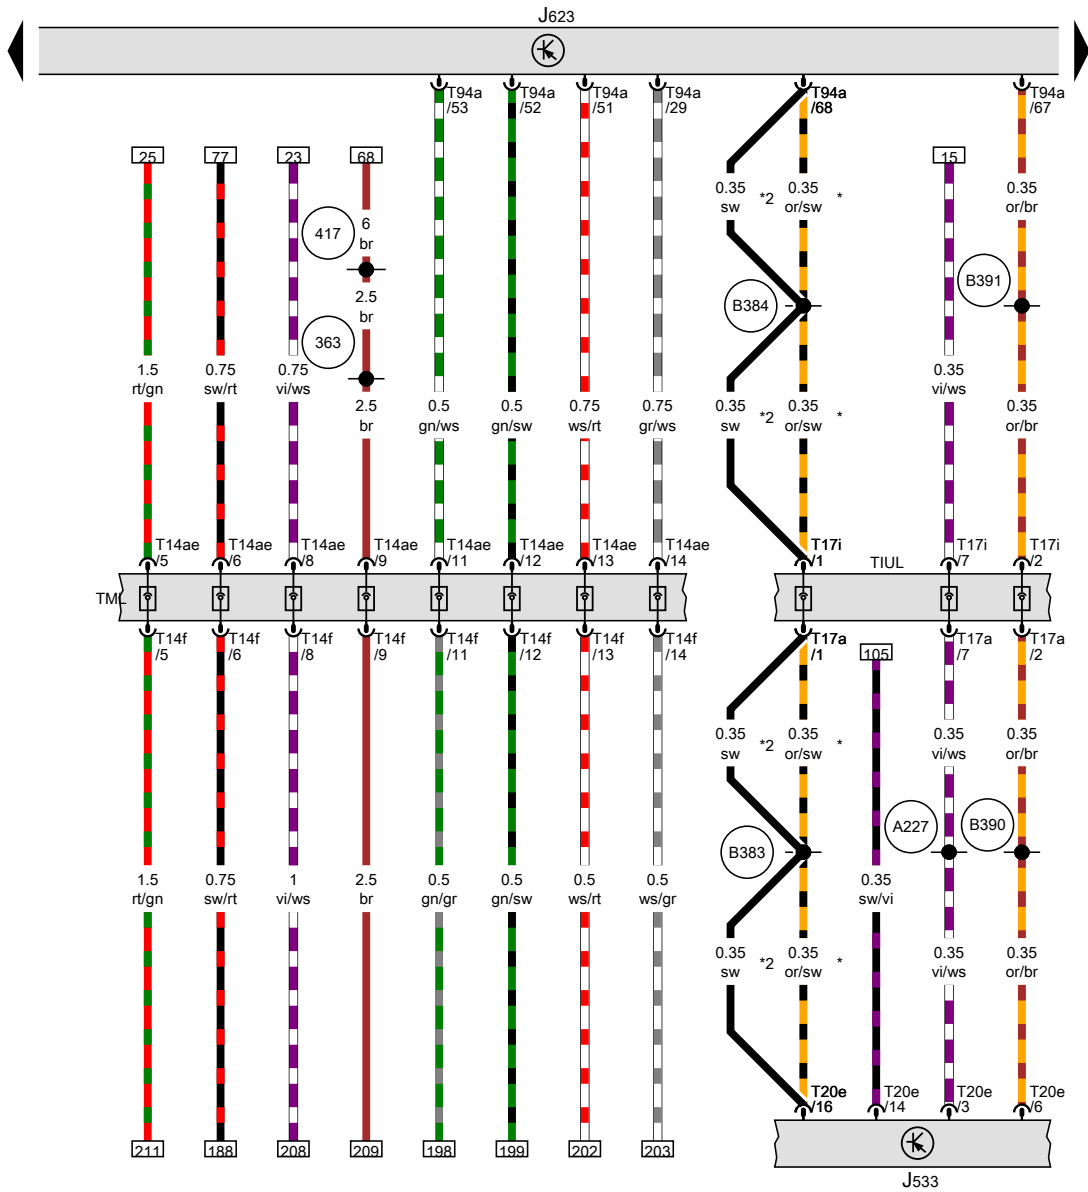 J623
T94a
/53
T94a
/52
T94a
/51
T94a
/29
T94a
/68
T94a
/67
25
77
23
68
15
0.35
sw
*2
0.35
or/sw
*
0.35
or/br
417
6
br
B384
B391
2.5
br
363
1.5
rt/gn
0.75
sw/rt
0.75
vi/ws
2.5
br
0.5
gn/ws
0.5
gn/sw
0.75
ws/rt
0.75
gr/ws
0.35
sw
*2
0.35
or/sw
*
0.35
vi/ws
0.35
or/br
T14ae
/5
T14ae
/6
T14ae
/8
T14ae
/9
T14ae
/11
T14ae
/12
T14ae
/13
T14ae
/14
T17i
/1
TIUL
T17i
/7
T17i
/2
TML
T14f
/5
T14f
/6
T14f
/8
T14f
/9
T14f
/11
T14f
/12
T14f
/13
T14f
/14
T17a
/1
105
T17a
/7
T17a
/2
0.35
sw
*2
0.35
or/sw
*
0.35
vi/ws
0.35
or/br
B383
A227
B390
1.5
rt/gn
0.75
sw/rt
1
vi/ws
2.5
br
0.5
gn/gr
0.5
gn/sw
0.5
ws/rt
0.5
ws/gr
0.35
sw/vi
0.35
sw
*2
0.35
or/sw
*
0.35
vi/ws
0.35
or/br
T20e
/16
T20e
/14
T20e
/3
T20e
/6
211
188
208
209
198
199
202
203
J533